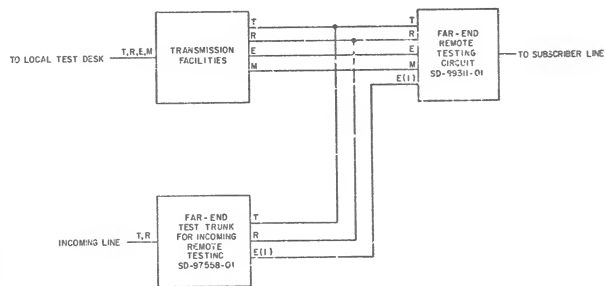 T
T
R
R
TRANSMISSION
FACILITIES
FAR-END
REMOTE
TESTING
CIRCUIT
SD-99311-01
TO LOCAL TEST DESK
T,R,E,M
E
E
TO SUBSCRIBER LINE
M
M
E(1)
FAR-END
TEST TRUNK
FOR INCOMING
REMOTE
TESTING
SD-97558-01
T
INCOMING LINE
T,R
R
E(1)